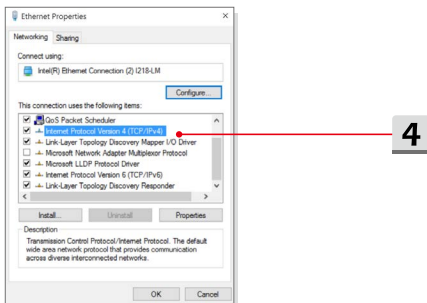 Ethernet Properties
Networking Sharing
Connect using:
Intel(R) Ethernet Connection (2) I218-LM
Configure...
This connection uses the following items:
QoS Packet Scheduler
Internet Protocol Version 4 (TCP/IPv4)
Link-Layer Topology Discovery Mapper I/O Driver
Microsoft Network Adapter Multiplexor Protocol
Microsoft LLDP Protocol Driver
Internet Protocol Version 6 (TCP/IPv6)
Link-Layer Topology Discovery Responder
Install... Uninstall Properties
Description
Transmission Control Protocol/Internet Protocol. The default
wide area network protocol that provides communication
across diverse interconnected networks.
OK Cancel
4